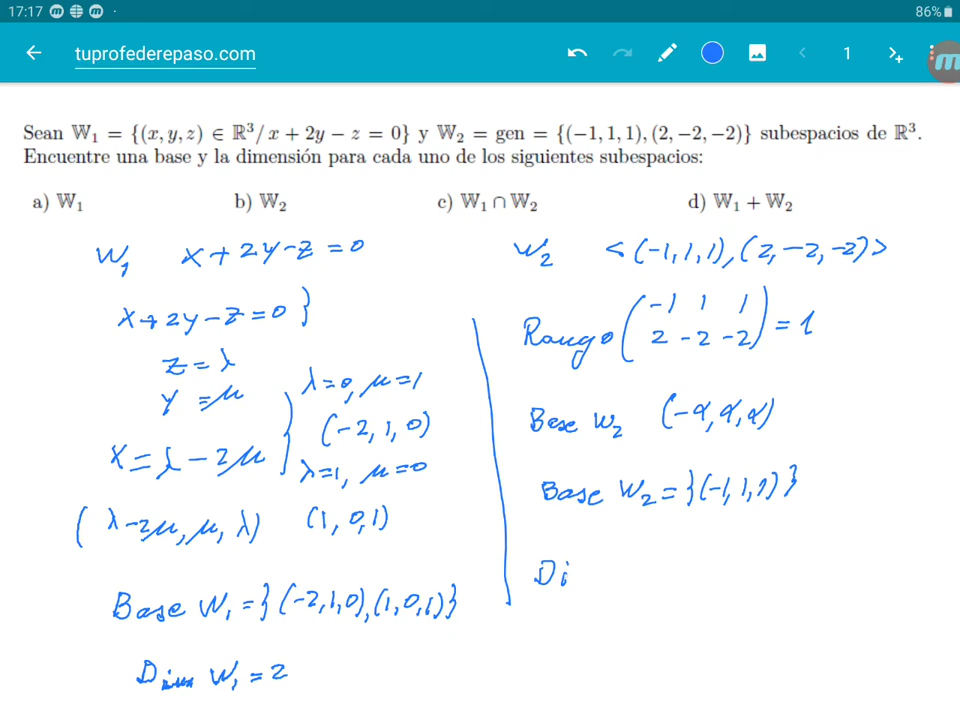 17:17
86%
tuprofederepaso.com
1
Sean 𝕎₁ = {(x, y, z) ∈ ℝ³/x + 2y − z = 0} y 𝕎₂ = gen = {(−1, 1, 1), (2, −2, −2)} subespacios de ℝ³.
Encuentre una base y la dimensión para cada uno de los siguientes subespacios:
a) 𝕎₁ b) 𝕎₂ c) 𝕎₁ ∩ 𝕎₂ d) 𝕎₁ + 𝕎₂
W₁ x + 2y − z = 0
x + 2y − z = 0 }
z = λ
y = μ
x = λ − 2μ
λ = 0, μ = 1
(−2, 1, 0)
λ = 1, μ = 0
(λ − 2μ, μ, λ) (1, 0, 1)
Base W₁ = {(−2, 1, 0), (1, 0, 1)}
Dim W₁ = 2
W₂ <(−1, 1, 1), (2, −2, −2)>
Rango (−1 1 1
2 −2 −2) = 1
Base W₂ (−α, α, α)
Base W₂ = {(−1, 1, 1)}
Di